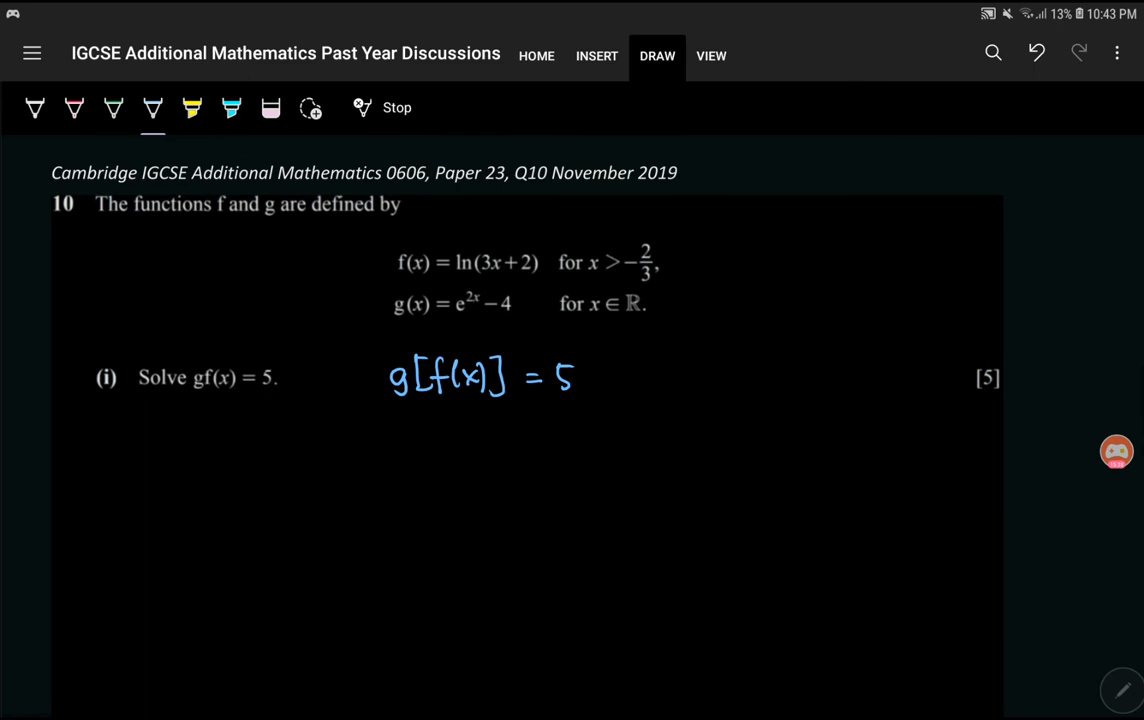 13% 10:43 PM
IGCSE Additional Mathematics Past Year Discussions HOME INSERT DRAW VIEW
Stop
Cambridge IGCSE Additional Mathematics 0606, Paper 23, Q10 November 2019
10 The functions f and g are defined by
f(x) = ln(3x+2) for x > −2/3,
g(x) = e^{2x} − 4 for x ∈ ℝ.
(i) Solve gf(x) = 5. g[f(x)] = 5 [5]